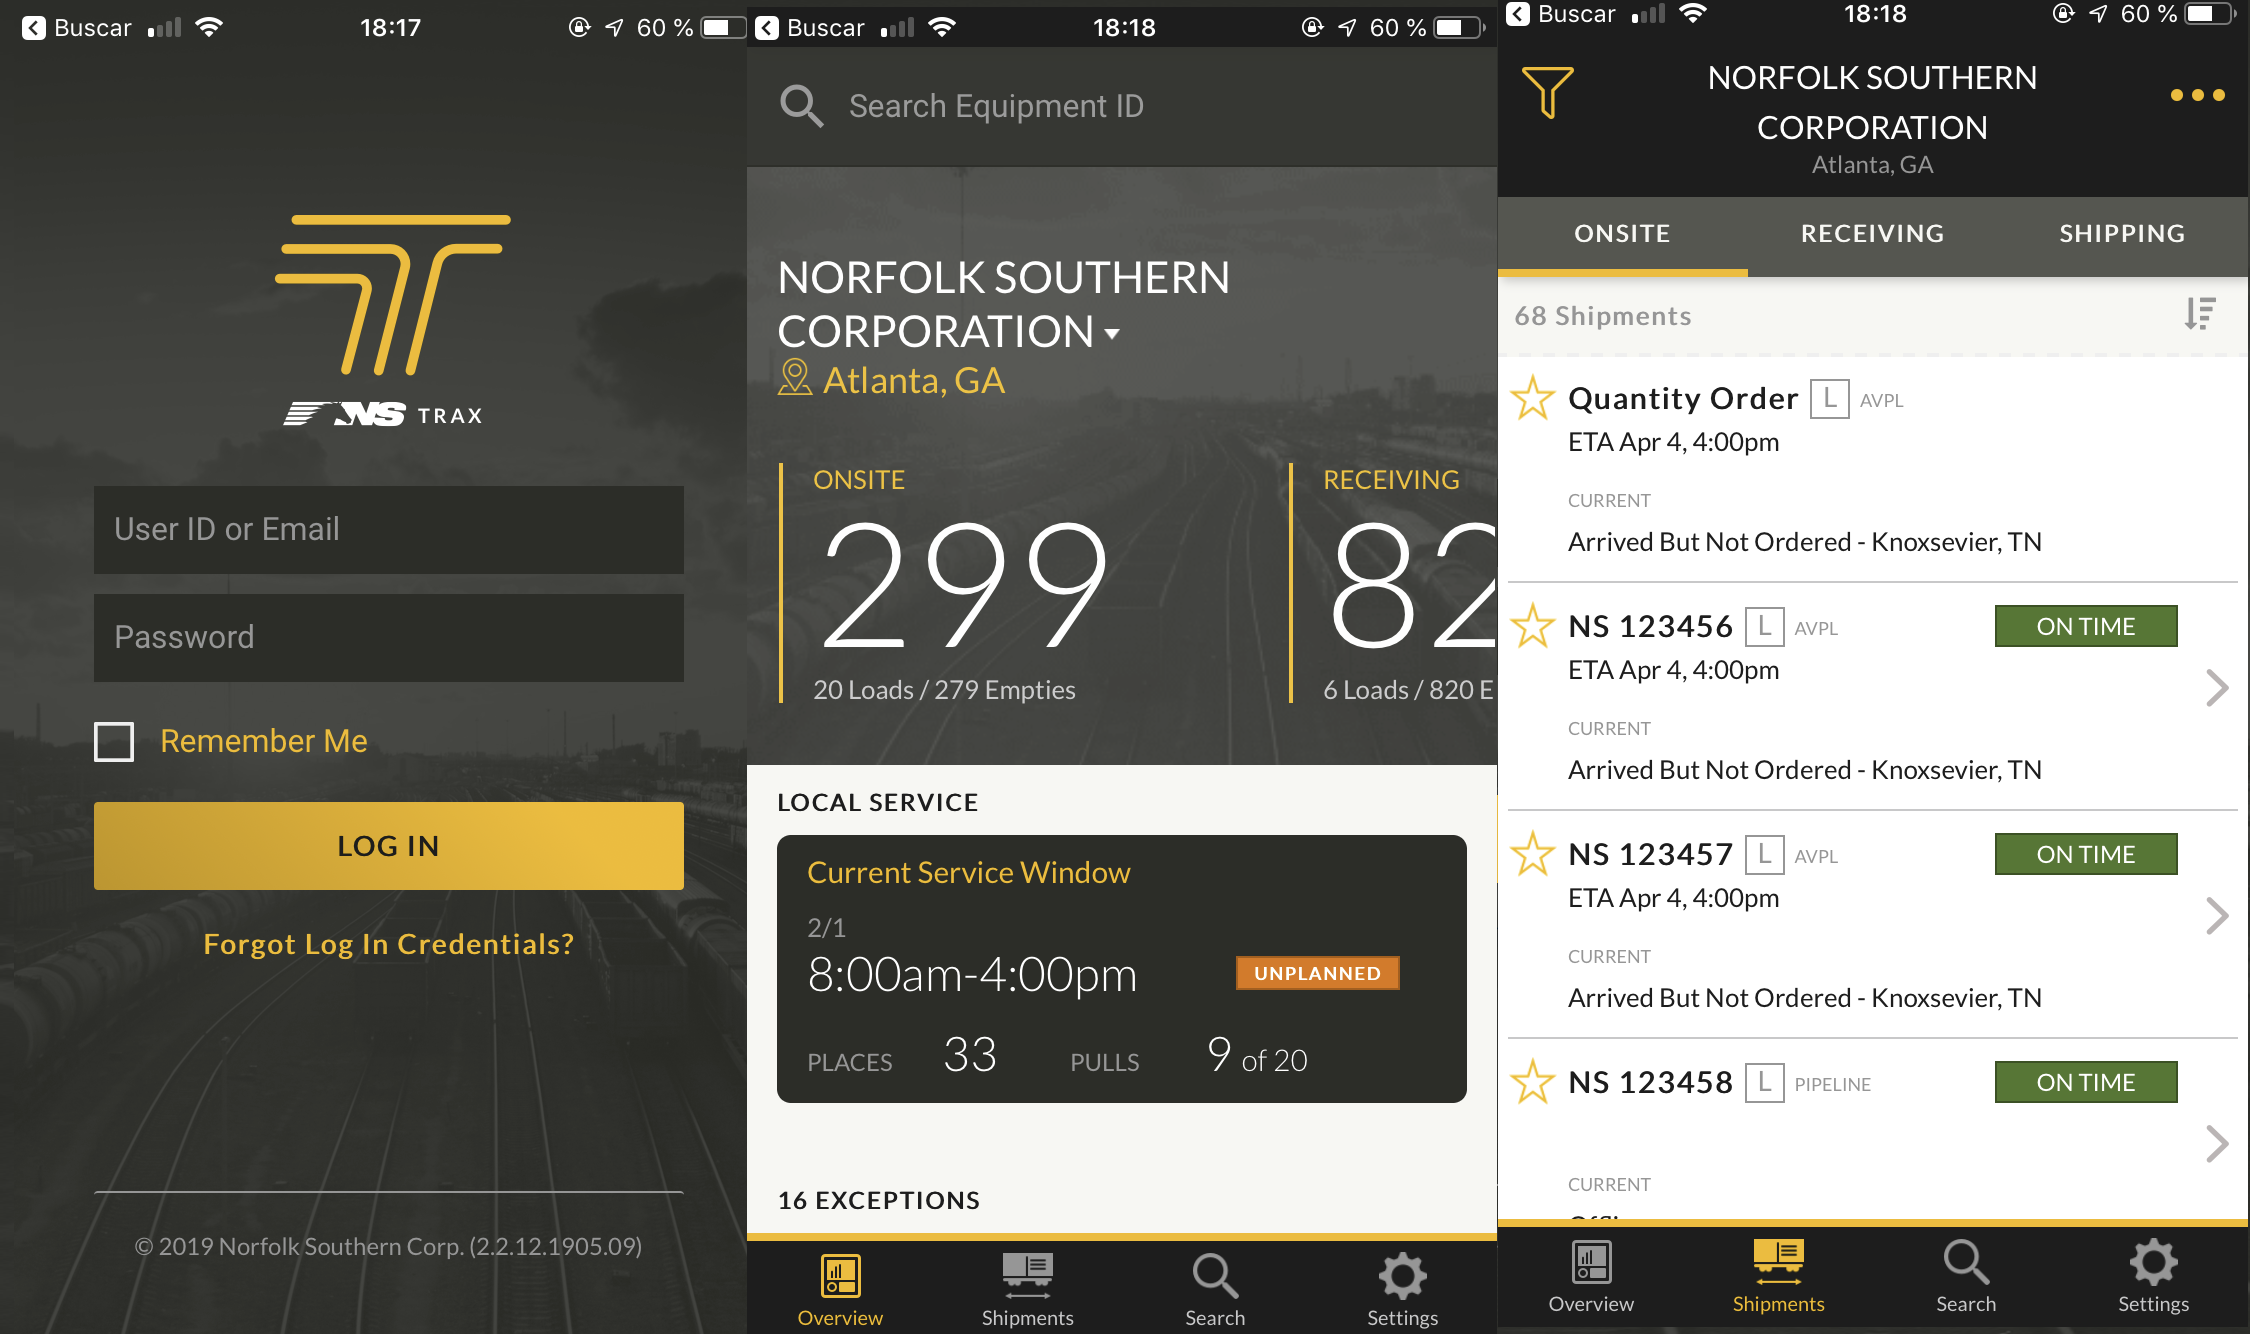 Buscar 18:17 60 %
NS TRAX
User ID or Email
Password
Remember Me
LOG IN
Forgot Log In Credentials?
© 2019 Norfolk Southern Corp. (2.2.12.1905.09)
Buscar 18:18 60 %
Search Equipment ID
NORFOLK SOUTHERN
CORPORATION
Atlanta, GA
ONSITE RECEIVING
299 82
20 Loads / 279 Empties 6 Loads / 820 E
LOCAL SERVICE
Current Service Window
2/1
8:00am-4:00pm UNPLANNED
PLACES 33 PULLS 9 of 20
16 EXCEPTIONS
Overview Shipments Search Settings
Buscar 18:18 60 %
NORFOLK SOUTHERN
CORPORATION
Atlanta, GA
ONSITE RECEIVING SHIPPING
68 Shipments
Quantity Order L AVPL
ETA Apr 4, 4:00pm
CURRENT
Arrived But Not Ordered - Knoxsevier, TN
NS 123456 L AVPL ON TIME
ETA Apr 4, 4:00pm
CURRENT
Arrived But Not Ordered - Knoxsevier, TN
NS 123457 L AVPL ON TIME
ETA Apr 4, 4:00pm
CURRENT
Arrived But Not Ordered - Knoxsevier, TN
NS 123458 L PIPELINE ON TIME
CURRENT
Overview Shipments Search Settings